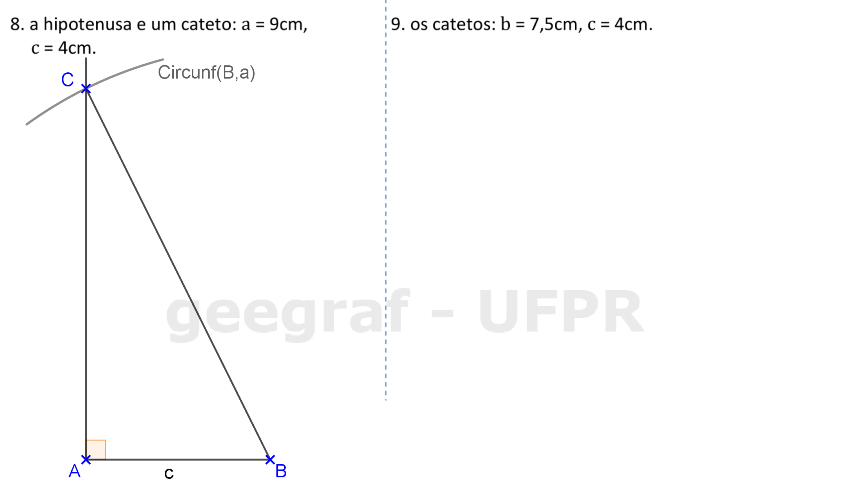 8. a hipotenusa e um cateto: a = 9cm,
c = 4cm.
9. os catetos: b = 7,5cm, c = 4cm.
Circunf(B,a)
C
geegraf - UFPR
A
c
B